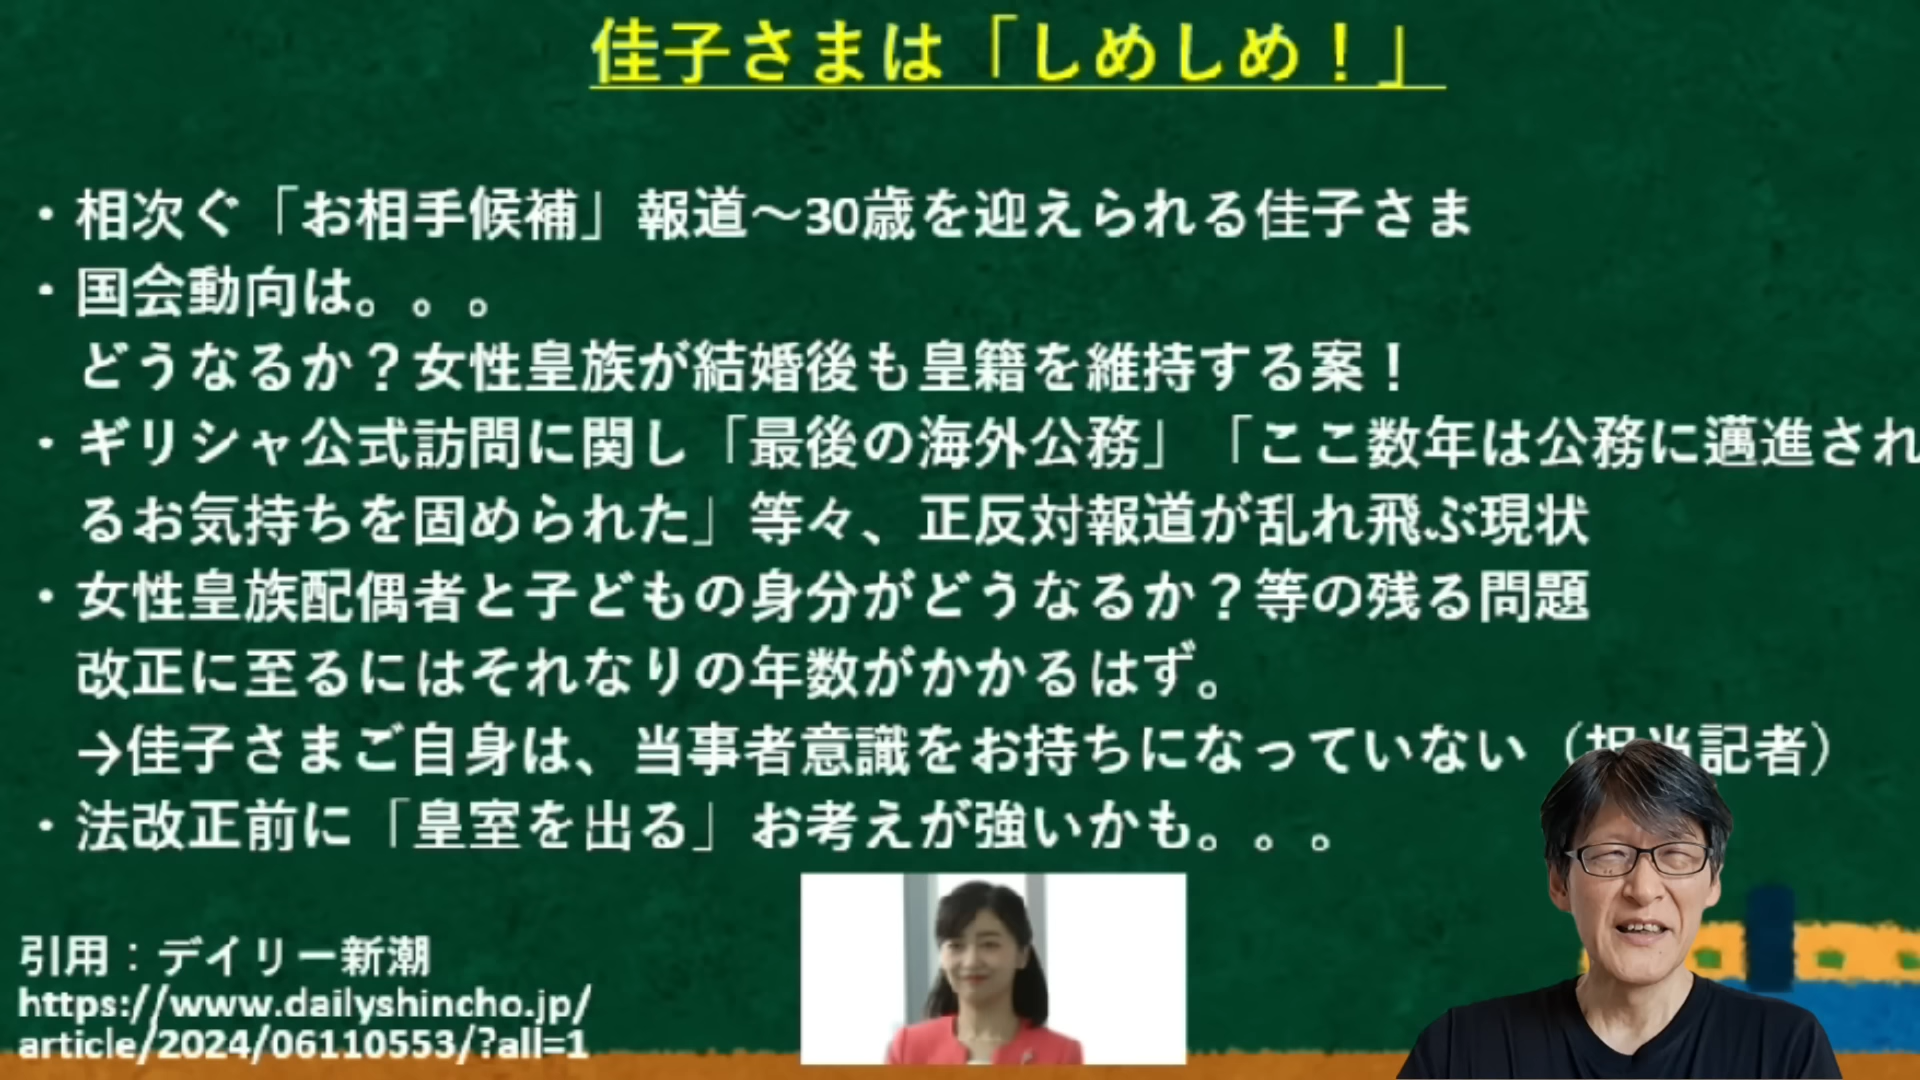 佳子さまは「しめしめ！」
・相次ぐ「お相手候補」報道～30歳を迎えられる佳子さま
・国会動向は。。。
どうなるか？女性皇族が結婚後も皇籍を維持する案！
・ギリシャ公式訪問に関し「最後の海外公務」「ここ数年は公務に邁進され
るお気持ちを固められた」等々、正反対報道が乱れ飛ぶ現状
・女性皇族配偶者と子どもの身分がどうなるか？等の残る問題
改正に至るにはそれなりの年数がかかるはず。
→佳子さまご自身は、当事者意識をお持ちになっていない（担当記者）
・法改正前に「皇室を出る」お考えが強いかも。。。
引用：デイリー新潮
https://www.dailyshincho.jp/
article/2024/06110553/?all=1